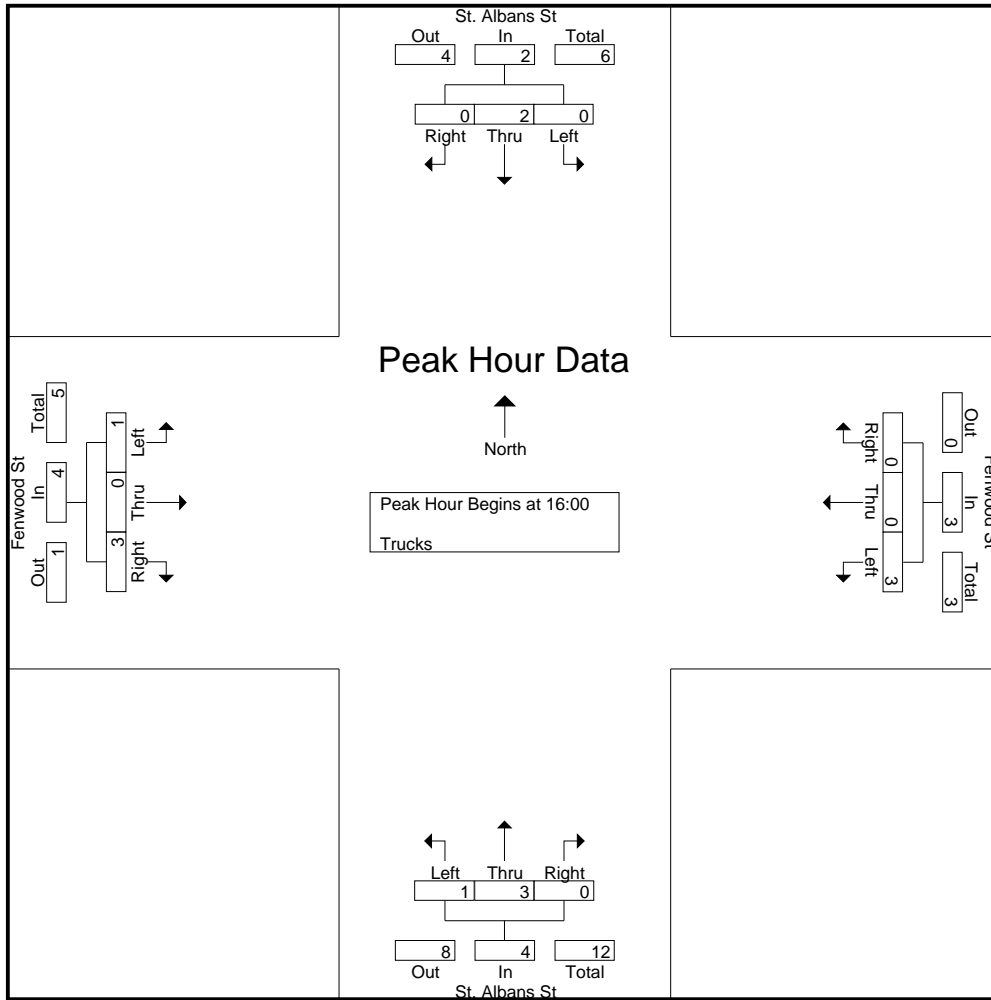 St. Albans St
Out In Total
4 2 6
0 2 0
Right Thru Left
Peak Hour Data
North
Peak Hour Begins at 16:00
Trucks
Fenwood St
Total In Out
5 4 1
1 0 3
Left Thru Right
Right Thru Left
0 0 3
Out In Total
0 3 3
Fenwood St
Left Thru Right
1 3 0
8 4 12
Out In Total
St. Albans St